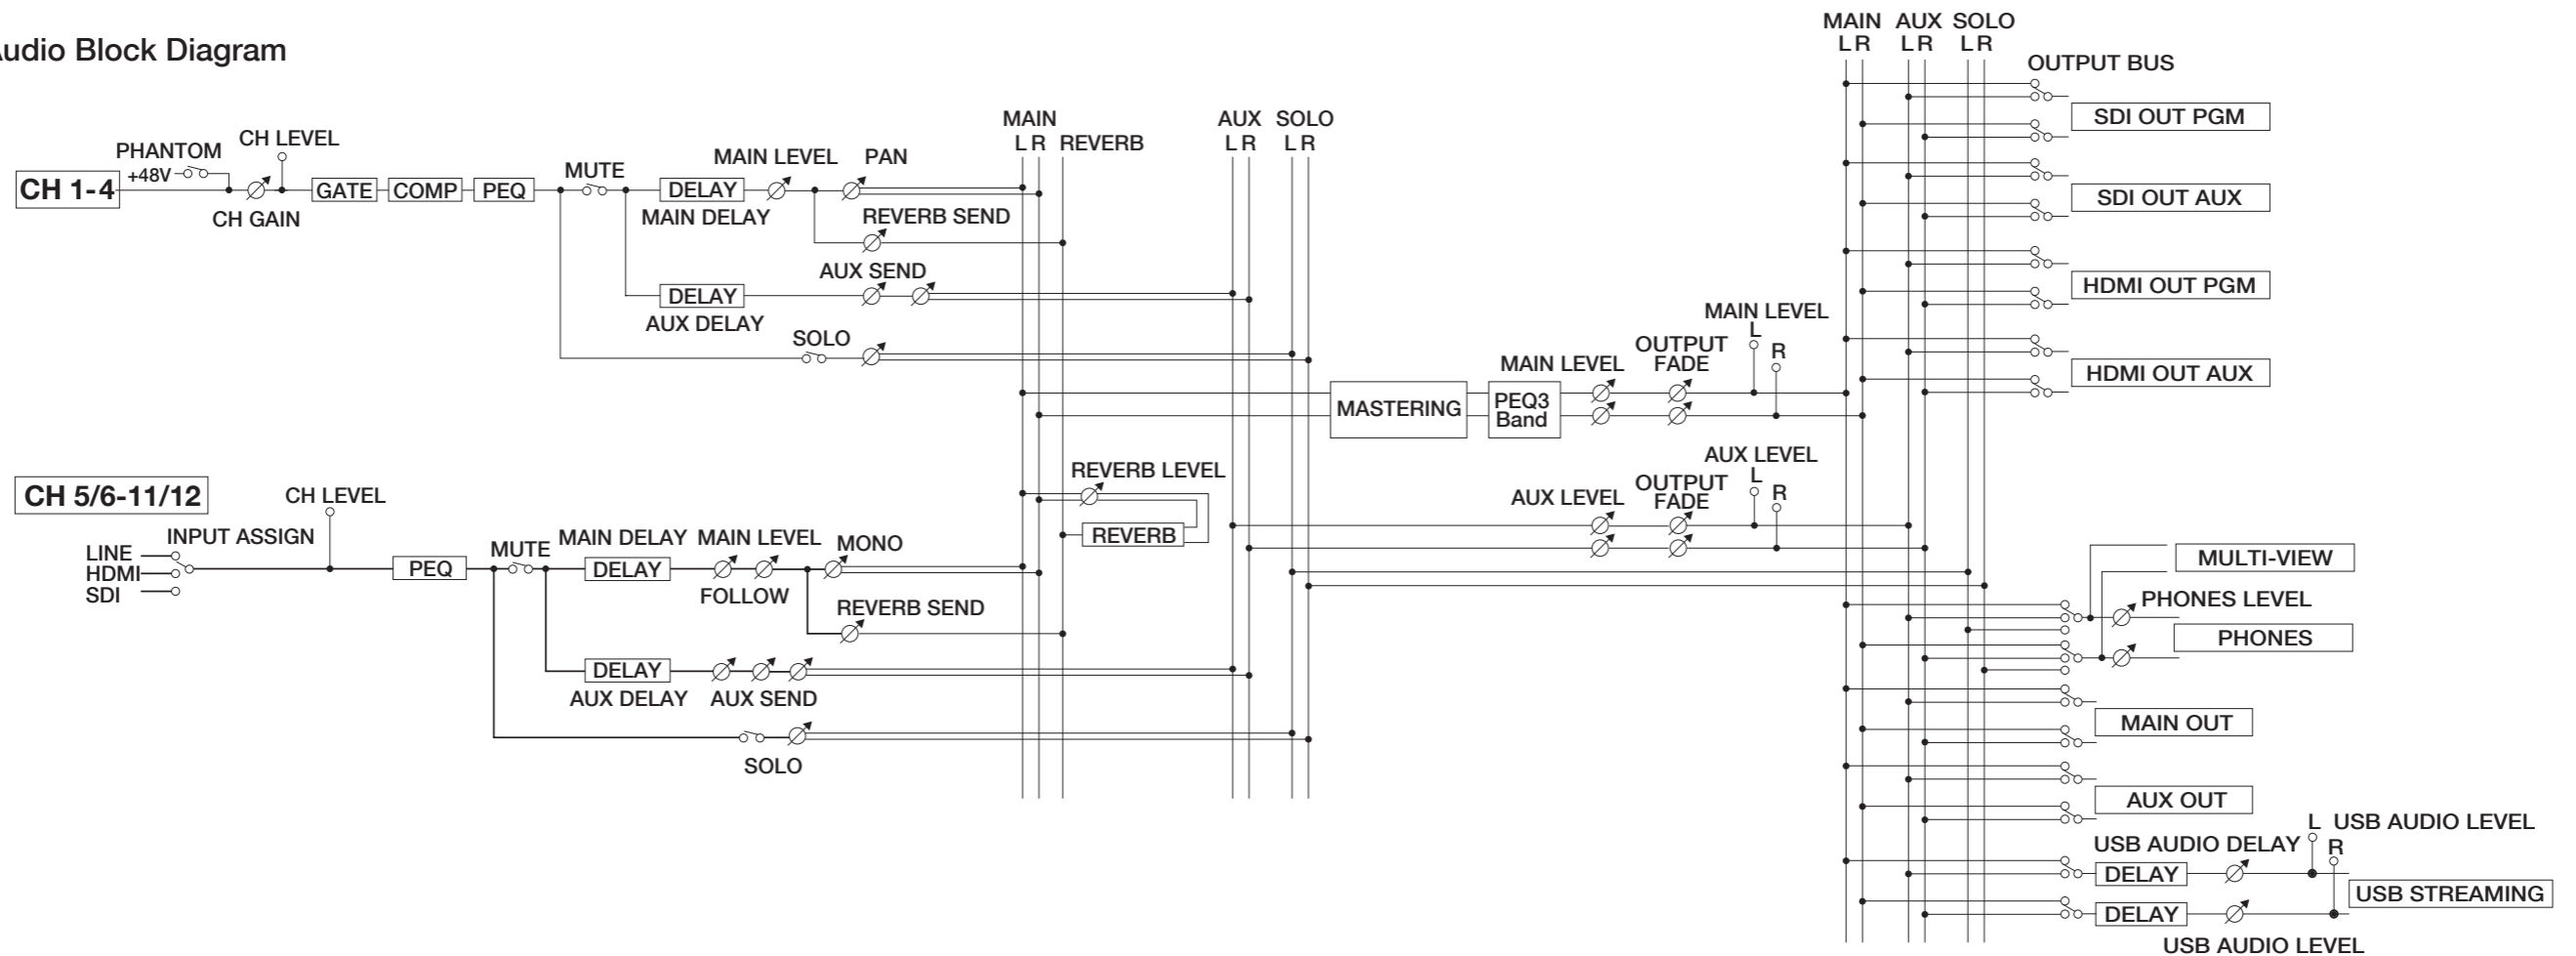 Audio Block Diagram
MAIN AUX SOLO
L R L R L R
OUTPUT BUS
SDI OUT PGM
SDI OUT AUX
HDMI OUT PGM
HDMI OUT AUX
MAIN
L R REVERB
AUX SOLO
L R L R
CH 1-4
PHANTOM
+48V
CH LEVEL
CH GAIN
GATE
COMP
PEQ
MUTE
MAIN LEVEL
PAN
DELAY
MAIN DELAY
REVERB SEND
AUX SEND
DELAY
AUX DELAY
SOLO
MASTERING
PEQ3
Band
MAIN LEVEL
OUTPUT
FADE
MAIN LEVEL
L
R
REVERB LEVEL
REVERB
AUX LEVEL
OUTPUT
FADE
AUX LEVEL
L
R
CH 5/6-11/12
CH LEVEL
INPUT ASSIGN
LINE
HDMI
SDI
PEQ
MUTE
MAIN DELAY
DELAY
MAIN LEVEL
FOLLOW
MONO
REVERB SEND
DELAY
AUX DELAY
AUX SEND
SOLO
MULTI-VIEW
PHONES LEVEL
PHONES
MAIN OUT
AUX OUT
L USB AUDIO LEVEL
USB AUDIO DELAY
R
DELAY
USB STREAMING
DELAY
USB AUDIO LEVEL